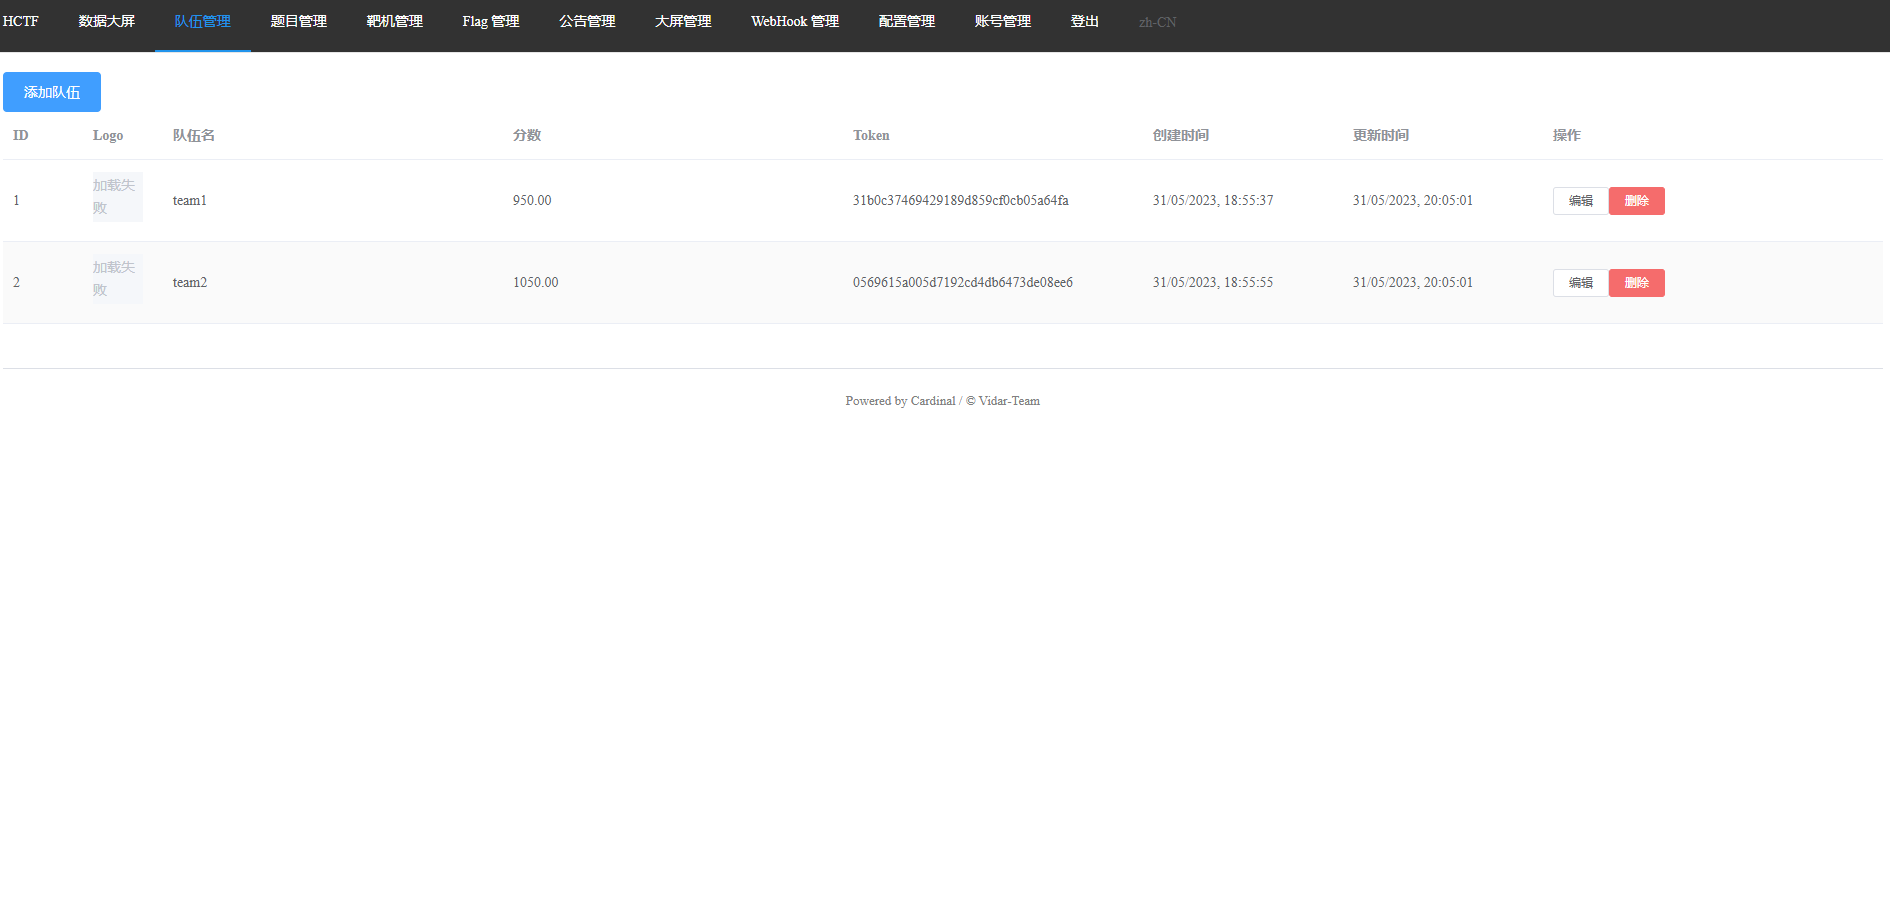 HCTF 数据大屏 队伍管理 题目管理 靶机管理 Flag 管理 公告管理 大屏管理 WebHook 管理 配置管理 账号管理 登出 zh-CN
添加队伍
ID Logo 队伍名 分数 Token 创建时间 更新时间 操作
1 加载失败 team1 950.00 31b0c37469429189d859cf0cb05a64fa 31/05/2023, 18:55:37 31/05/2023, 20:05:01 编辑 删除
2 加载失败 team2 1050.00 0569615a005d7192cd4db6473de08ee6 31/05/2023, 18:55:55 31/05/2023, 20:05:01 编辑 删除
Powered by Cardinal / © Vidar-Team